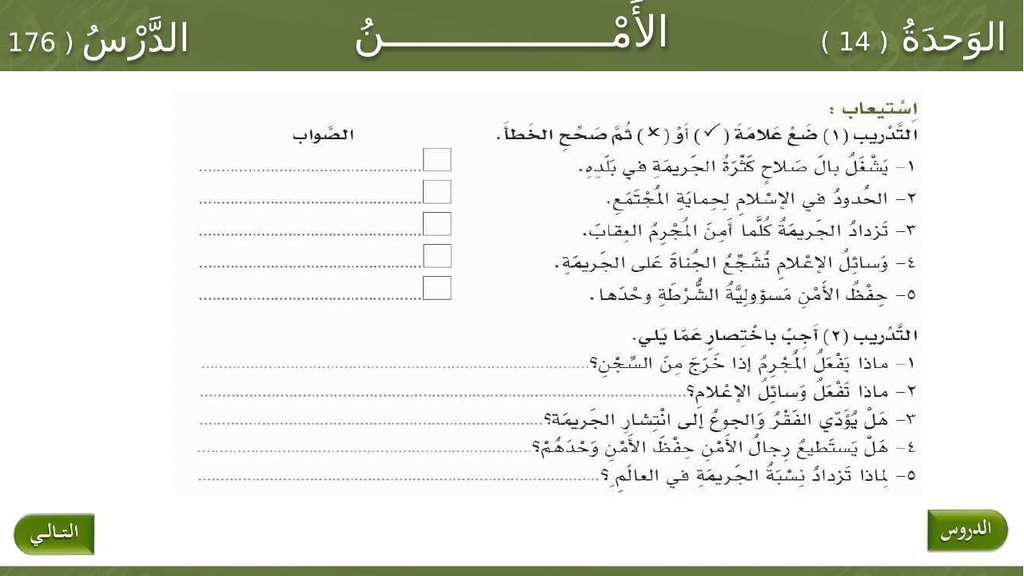 الوَحدَةُ ( 14 ) الأَمْـــــــــــــــــنُ الدَّرْسُ ( 176
اِسْتيعاب :
التَّدْريب (١) ضَعْ عَلامَةَ (✓) أَوْ (×) ثُمَّ صَحِّحِ الخَطأَ. الصَّواب
١- يَشْغَلُ بالَ صَلاحٍ كَثْرَةُ الجَريمَةِ في بَلَدِهِ. ......................
٢- الحُدودُ في الإسْلامِ لِحِمايَةِ المُجْتَمَعِ. ......................
٣- تَزدادُ الجَريمَةُ كُلَّما أَمِنَ المُجْرِمُ العِقابَ. ......................
٤- وَسائِلُ الإعْلامِ تُشَجِّعُ الجُناةَ عَلى الجَريمَةِ. ......................
٥- حِفْظُ الأَمْنِ مَسؤوليَّةُ الشُّرْطَةِ وحْدَها. ......................
التَّدْريب (٢) أَجِبْ باخْتِصارٍ عَمّا يَلي.
١- ماذا يَفْعَلُ المُجْرِمُ إذا خَرَجَ مِنَ السِّجْنِ؟ ......................
٢- ماذا تَفْعَلُ وَسائِلُ الإعْلامِ؟ ......................
٣- هَلْ يُؤَدّي الفَقْرُ وَالجوعُ إلى انْتِشارِ الجَريمَة؟ ......................
٤- هَلْ يَستَطيعُ رِجالُ الأَمْنِ حِفْظَ الأَمْنِ وَحْدَهُمْ؟ ......................
٥- لِماذا تَزدادُ نِسْبَةُ الجَريمَةِ في العالَمِ؟ ......................
الدروس
التـالـي